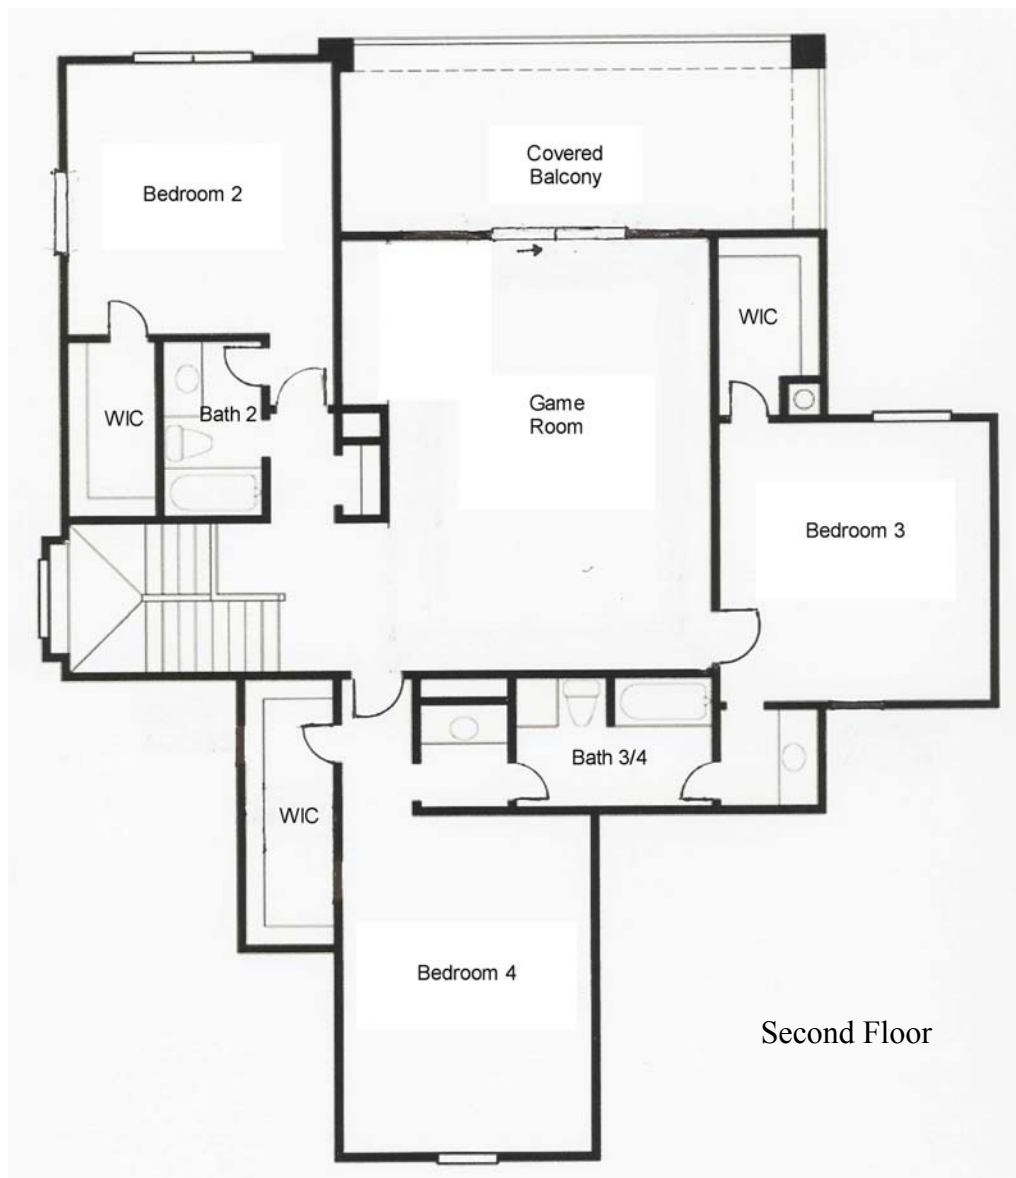 Covered
Balcony
Bedroom 2
WIC
Game
Room
WIC
Bath 2
Bedroom 3
Bath 3/4
WIC
Bedroom 4
Second Floor